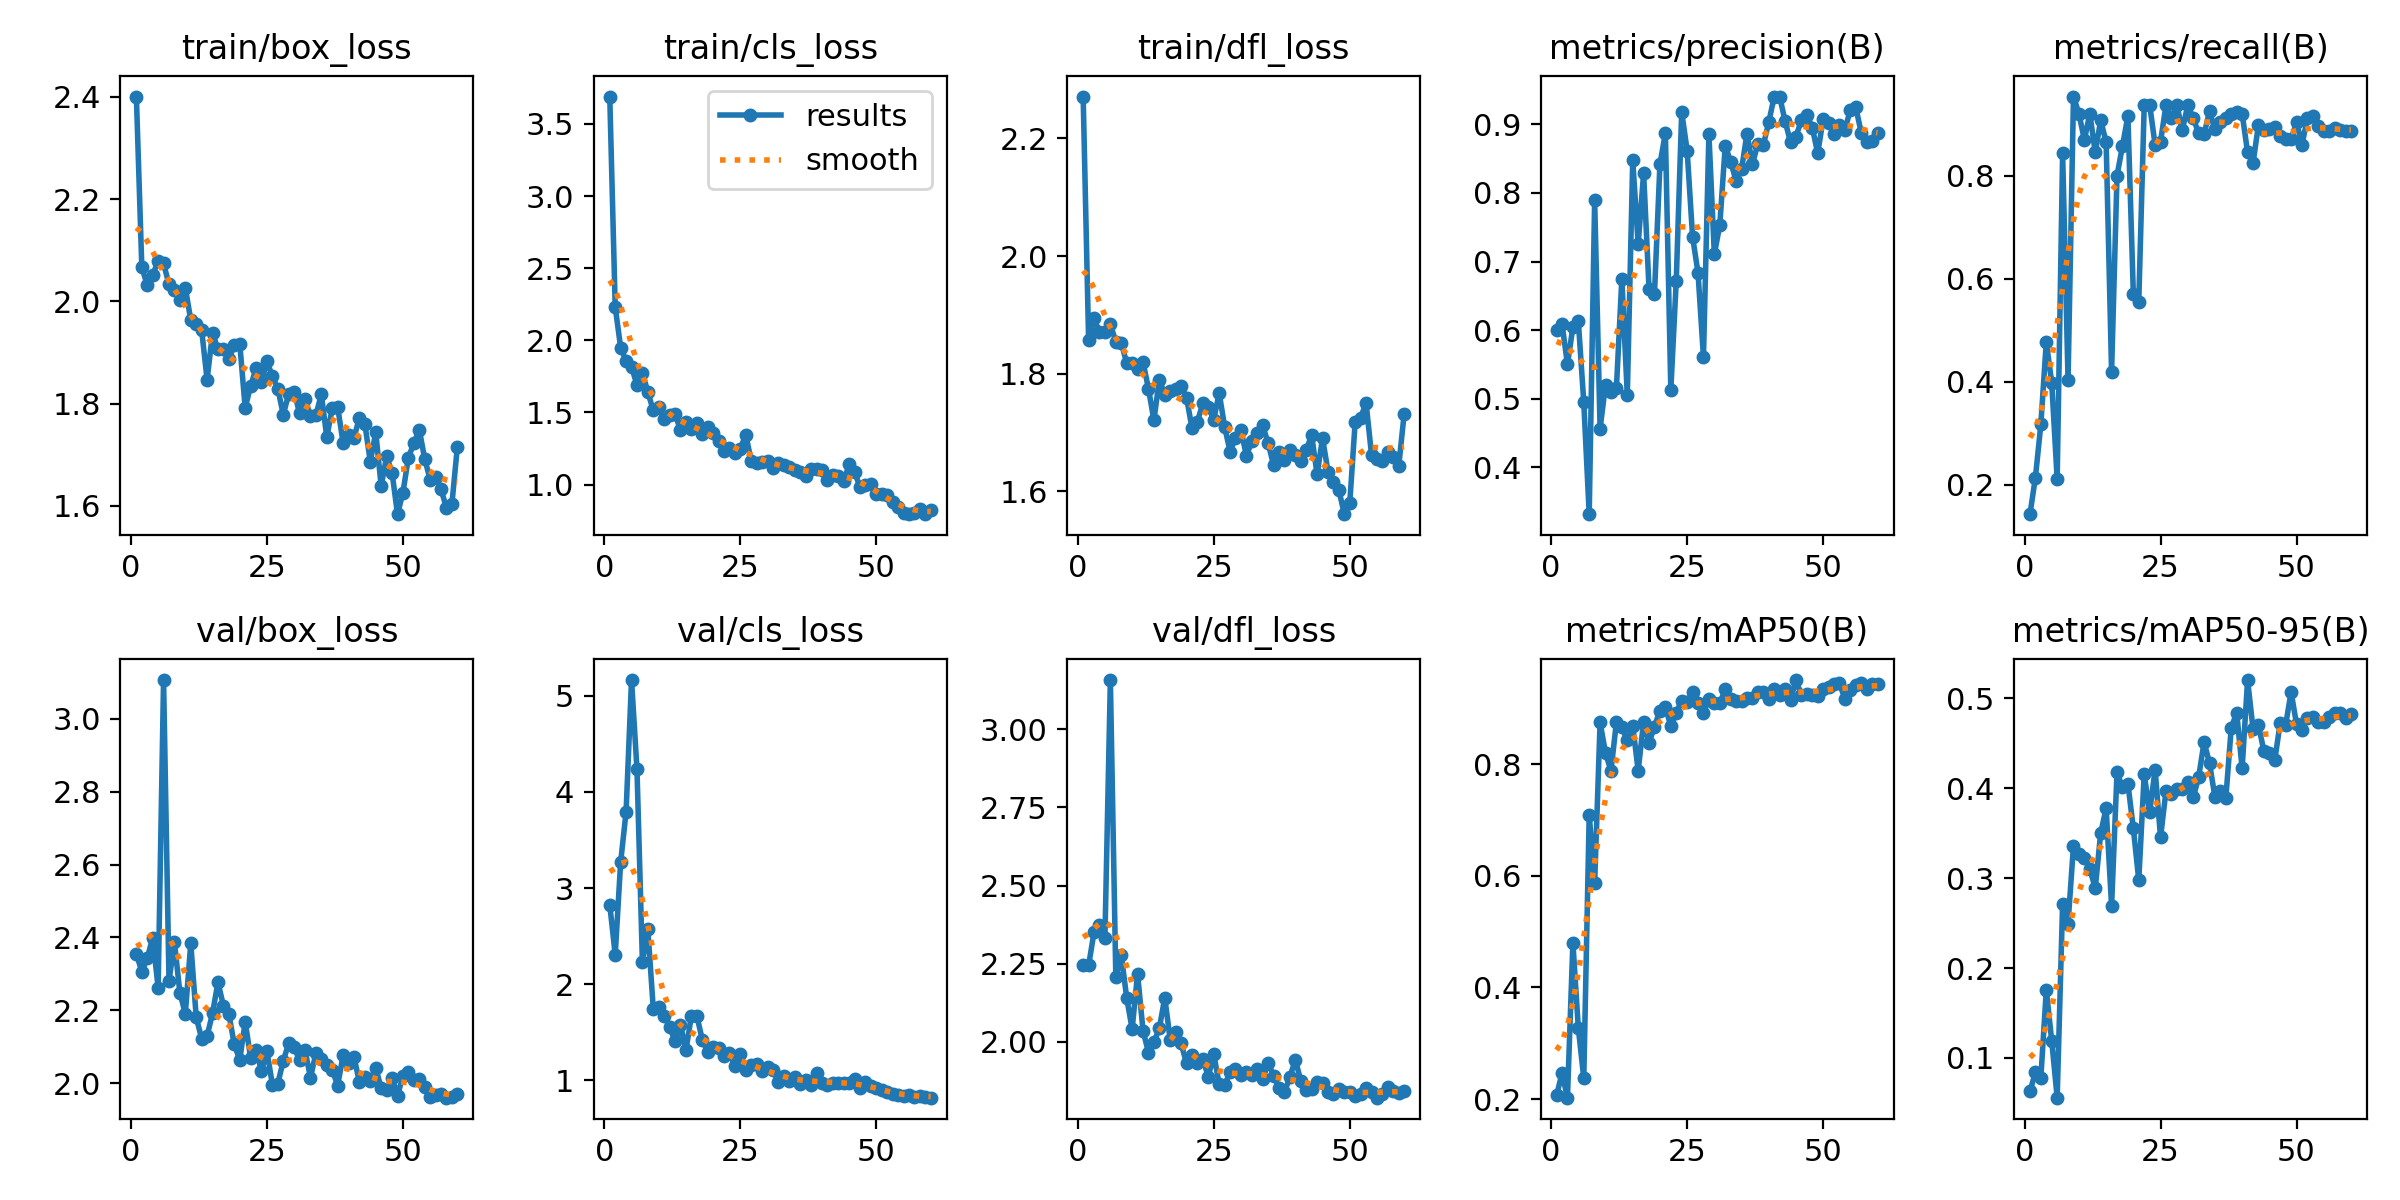 train/box_loss
2.4
2.2
2.0
1.8
1.6
0 25 50
train/cls_loss
results
smooth
3.5
3.0
2.5
2.0
1.5
1.0
0 25 50
train/dfl_loss
2.2
2.0
1.8
1.6
0 25 50
metrics/precision(B)
0.9
0.8
0.7
0.6
0.5
0.4
0 25 50
metrics/recall(B)
0.8
0.6
0.4
0.2
0 25 50
val/box_loss
3.0
2.8
2.6
2.4
2.2
2.0
0 25 50
val/cls_loss
5
4
3
2
1
0 25 50
val/dfl_loss
3.00
2.75
2.50
2.25
2.00
0 25 50
metrics/mAP50(B)
0.8
0.6
0.4
0.2
0 25 50
metrics/mAP50-95(B)
0.5
0.4
0.3
0.2
0.1
0 25 50